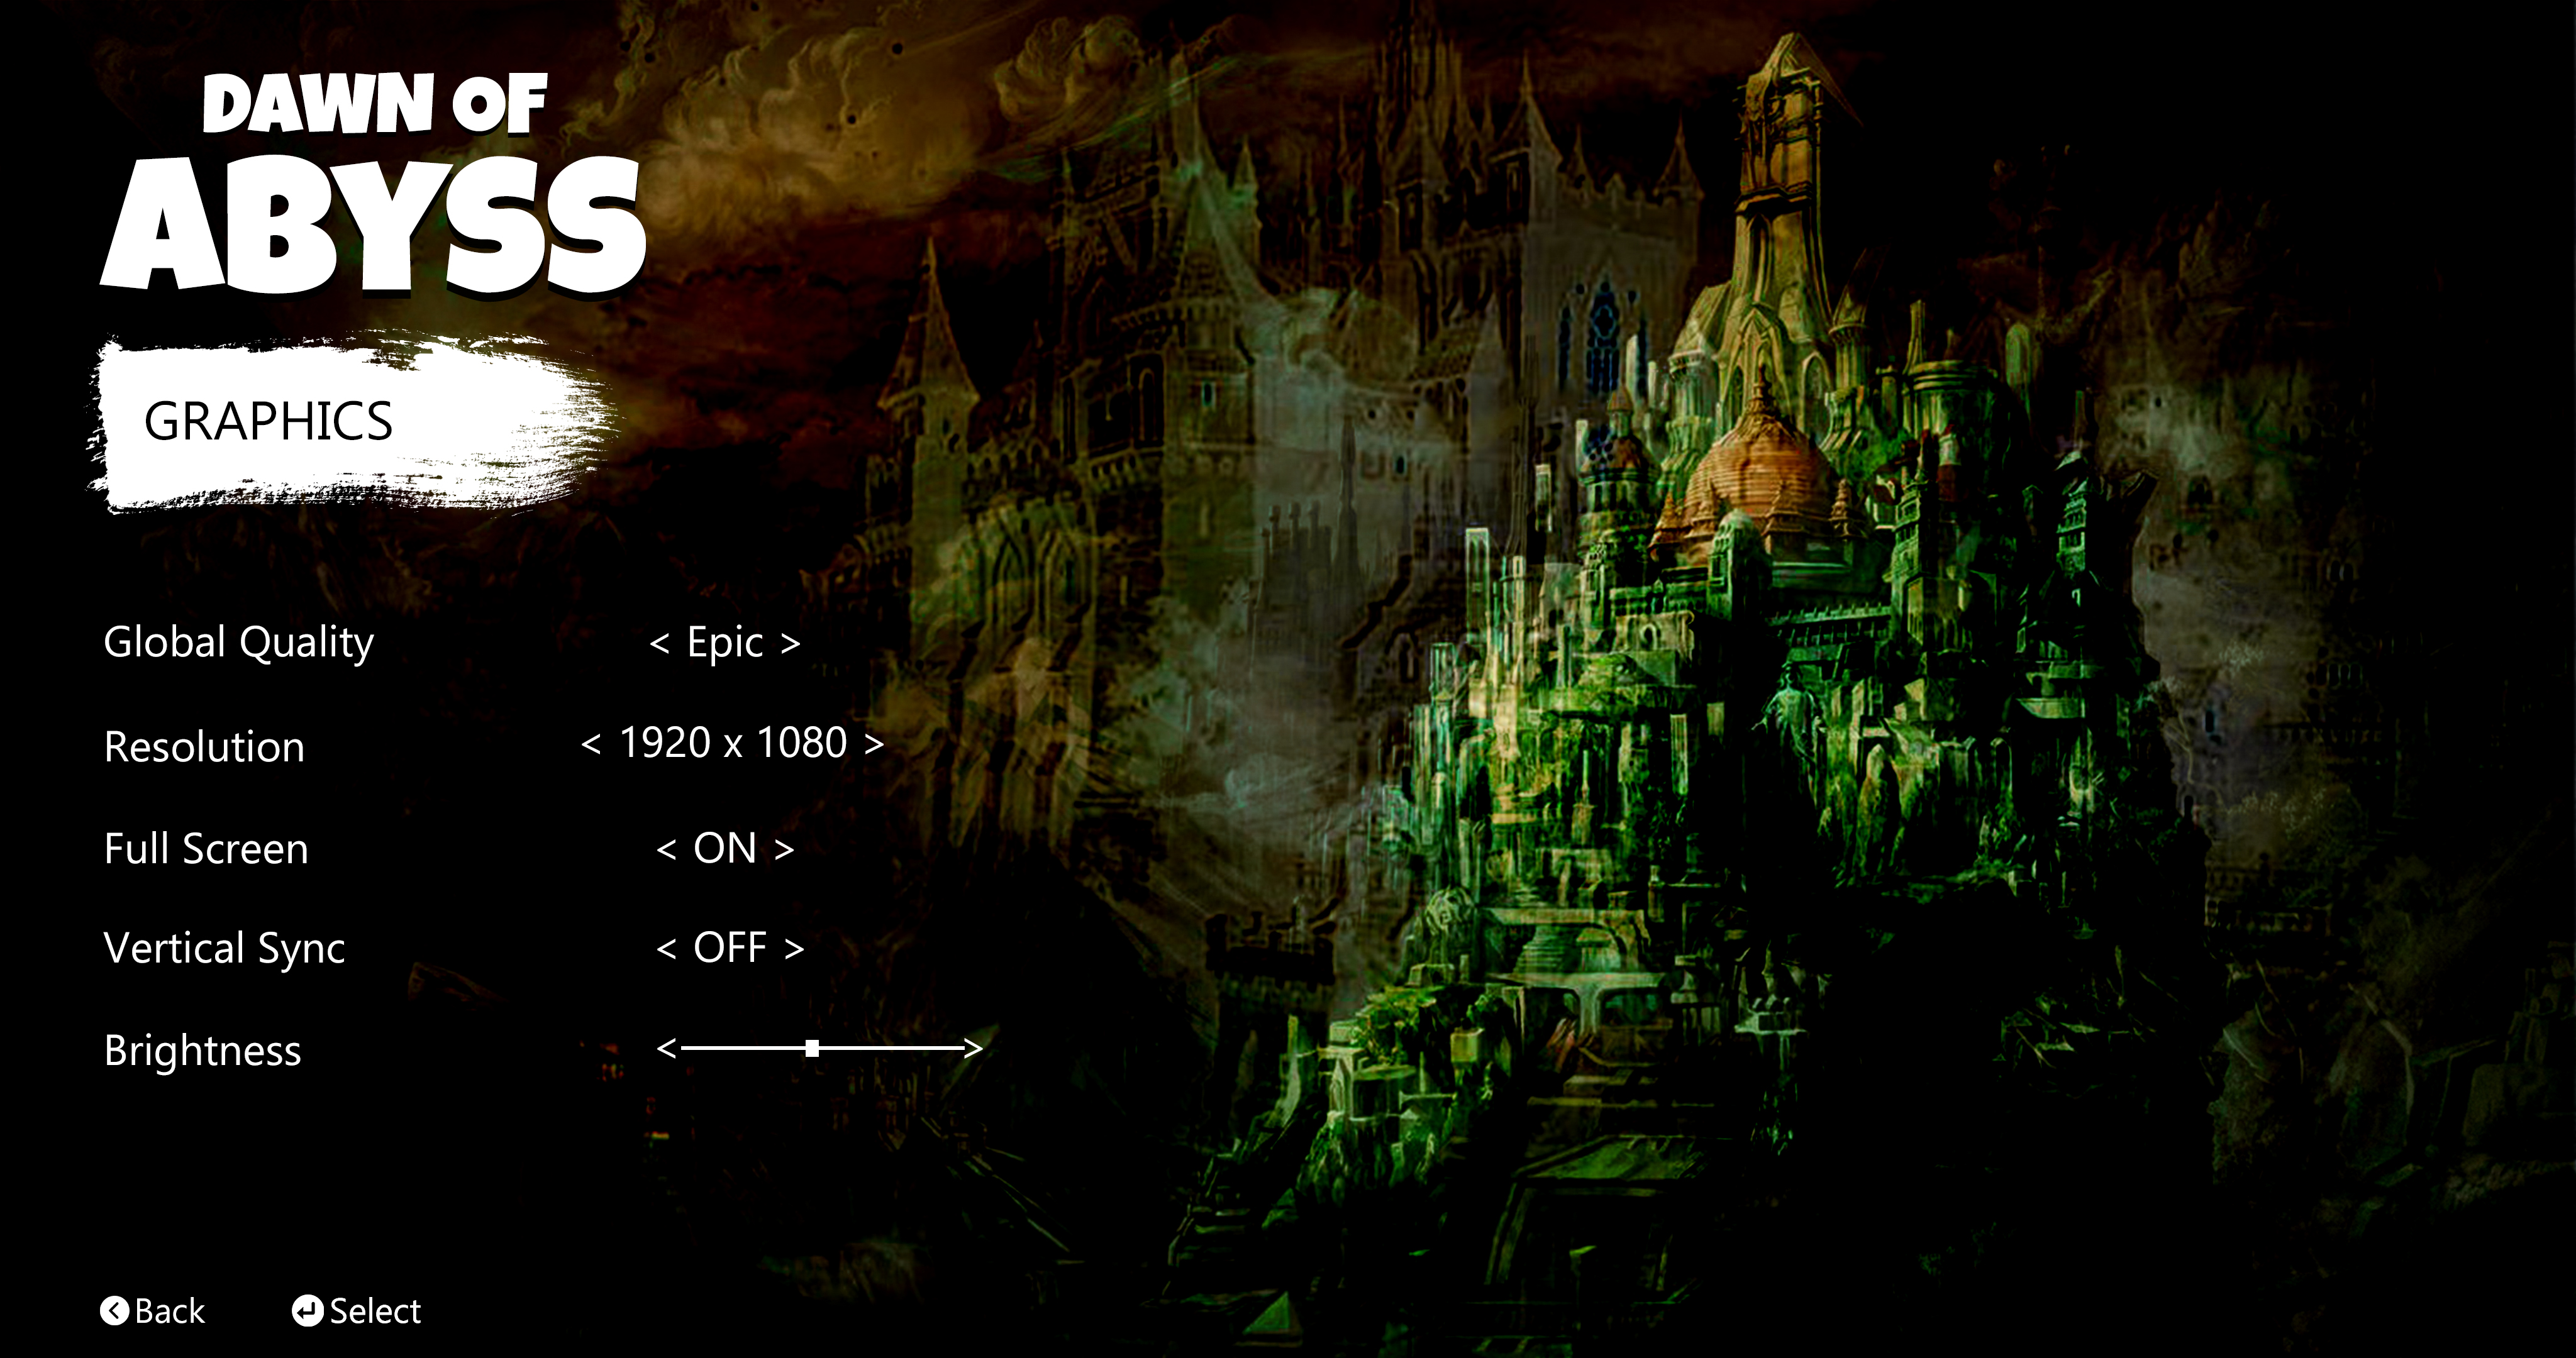 DAWN OF
ABYSS
GRAPHICS
Global Quality < Epic >
Resolution < 1920 x 1080 >
Full Screen < ON >
Vertical Sync < OFF >
Brightness < >
Back Select